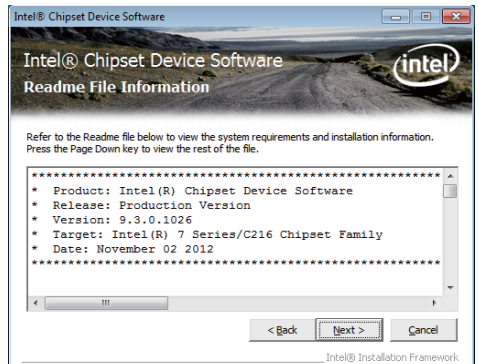 Intel® Chipset Device Software
Intel® Chipset Device Software
intel
Readme File Information
Refer to the Readme file below to view the system requirements and installation information.
Press the Page Down key to view the rest of the file.
********************************************************
* Product: Intel(R) Chipset Device Software
* Release: Production Version
* Version: 9.3.0.1026
* Target: Intel(R) 7 Series/C216 Chipset Family
* Date: November 02 2012
********************************************************
< Back Next > Cancel
Intel® Installation Framework